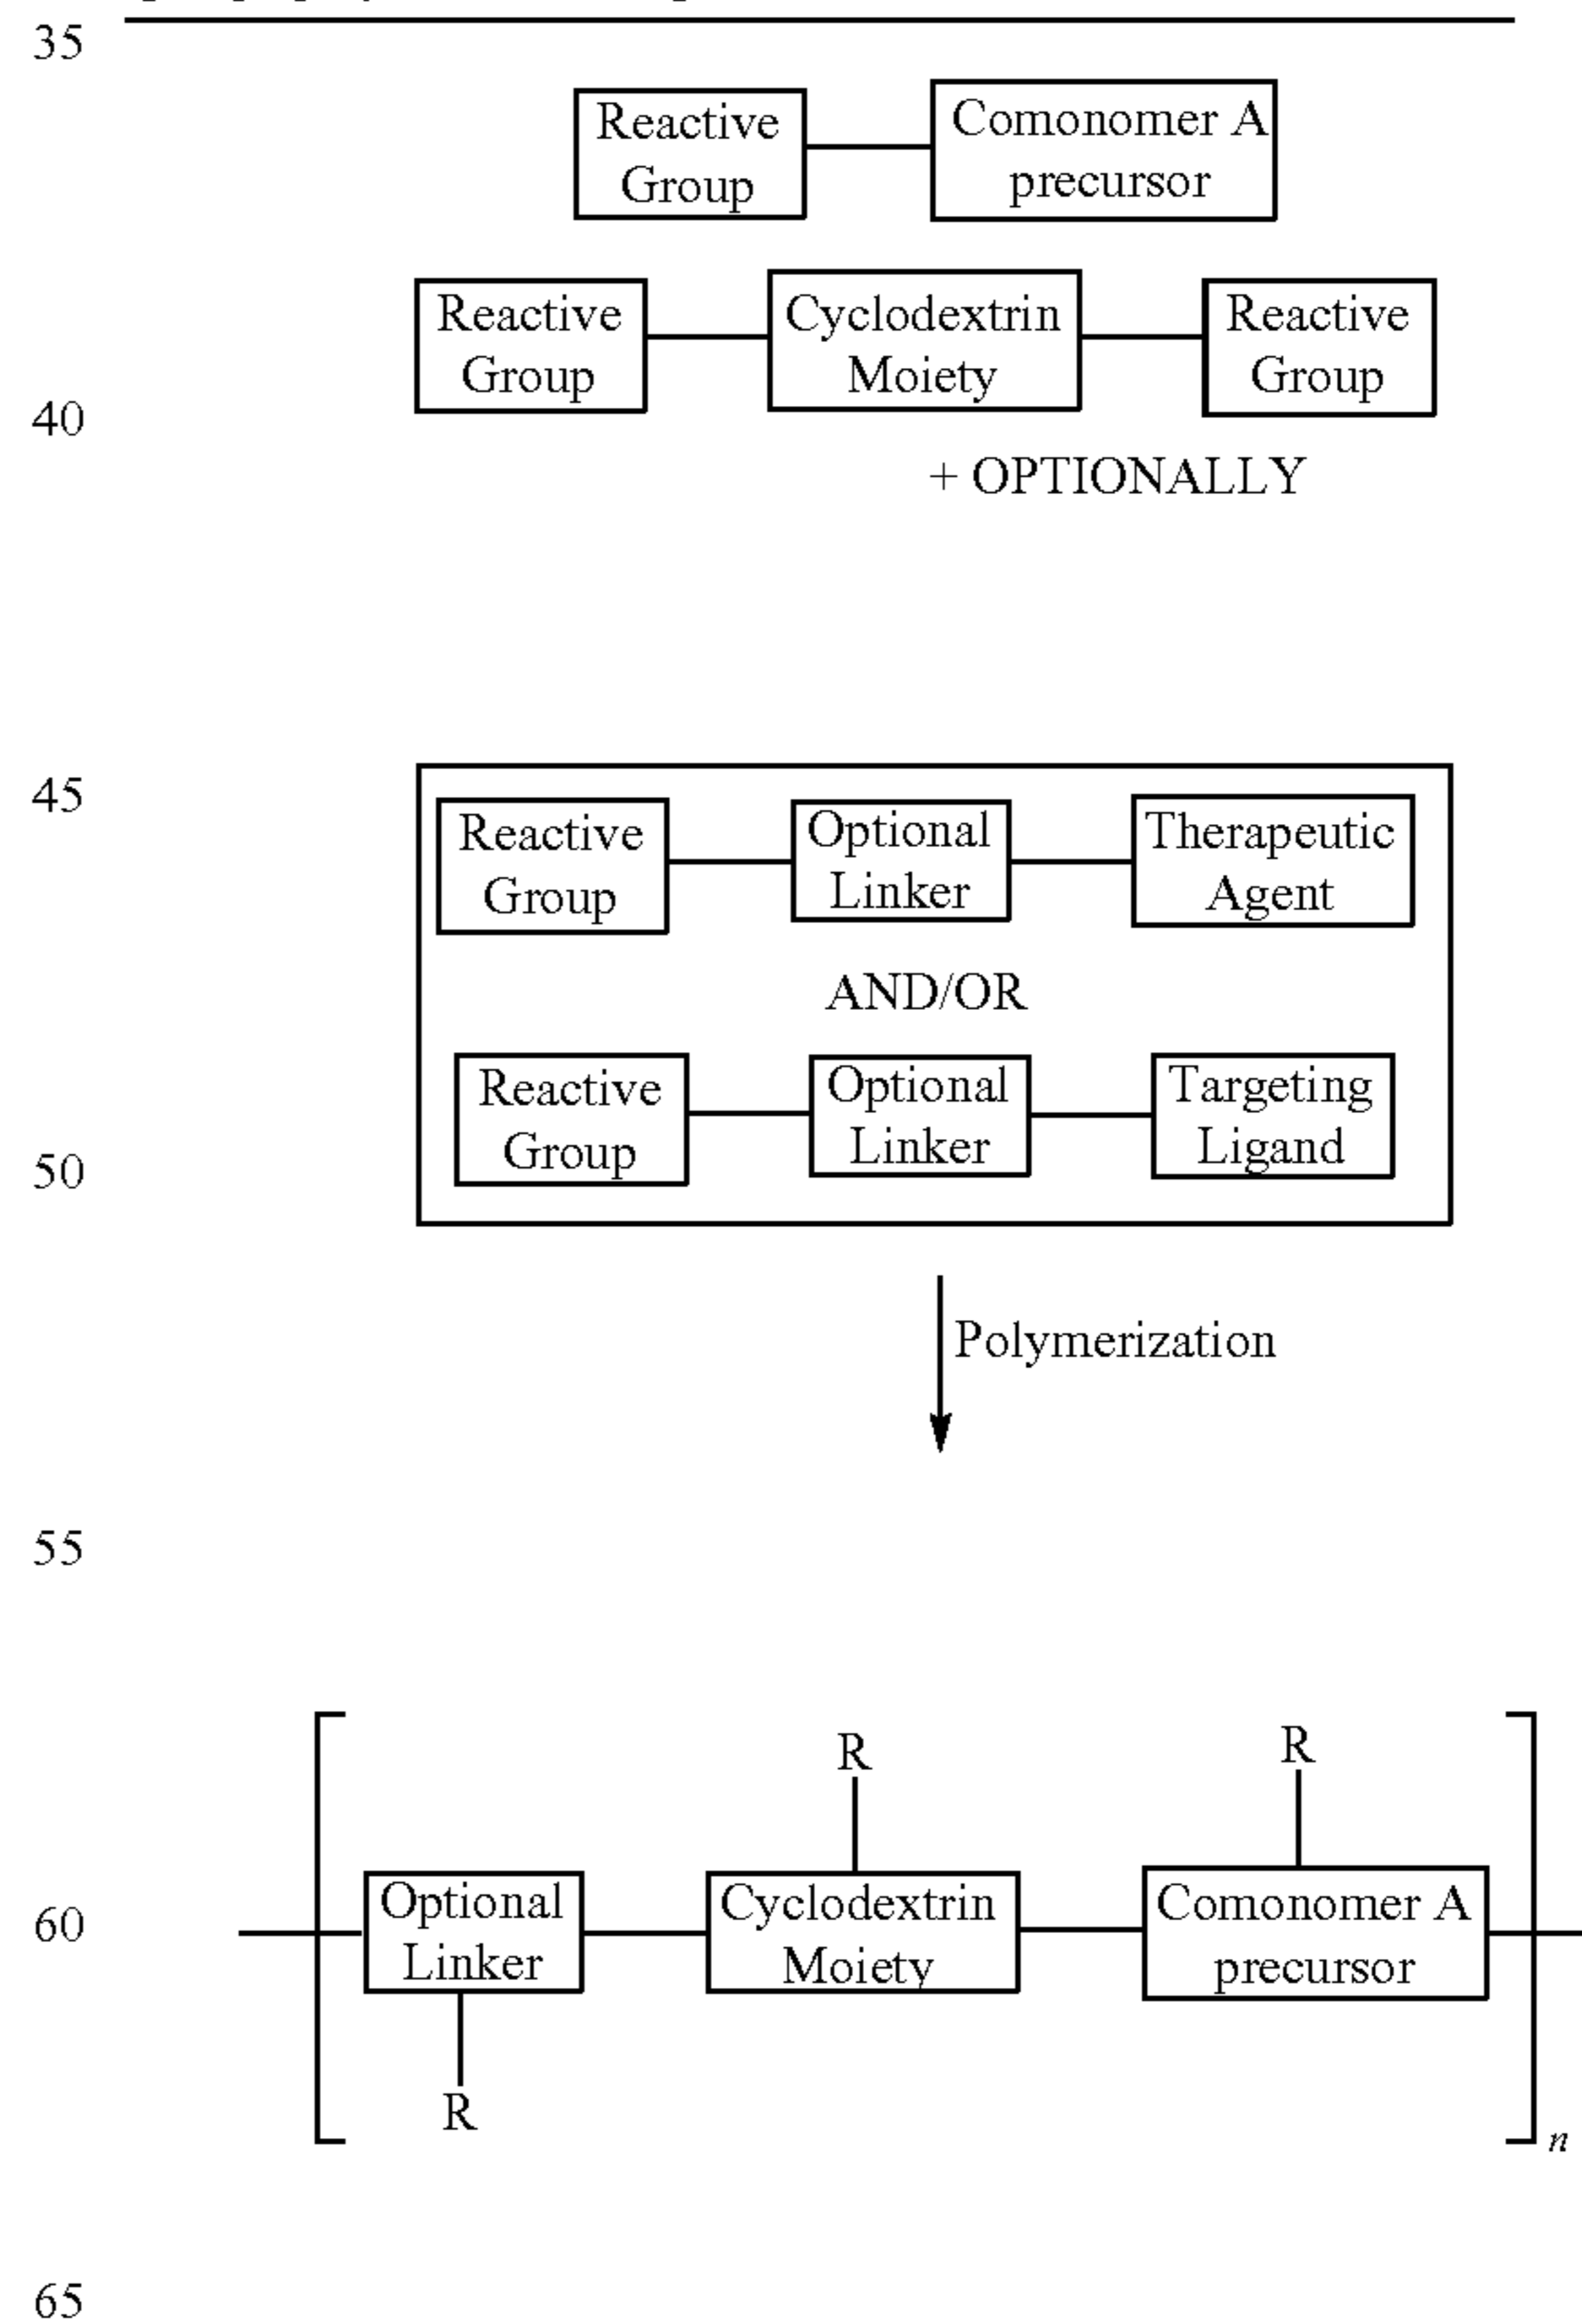 35
Reactive Comonomer A
Group precursor
Reactive Cyclodextrin Reactive
Group Moiety Group
40
+ OPTIONALLY
45
Reactive Optional Therapeutic
Group Linker Agent
AND/OR
Reactive Optional Targeting
Group Linker Ligand
50
Polymerization
55
R R
60
Optional Cyclodextrin Comonomer A
Linker Moiety precursor
R
n
65